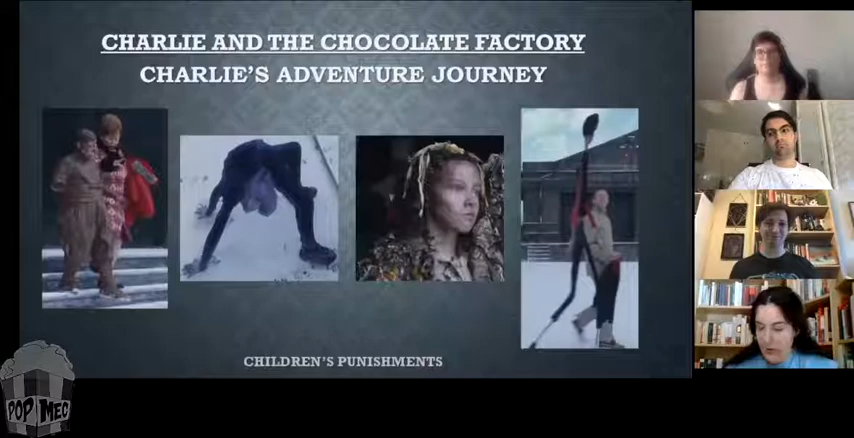 CHARLIE AND THE CHOCOLATE FACTORY
CHARLIE'S ADVENTURE JOURNEY
CHILDREN'S PUNISHMENTS
POP MEC